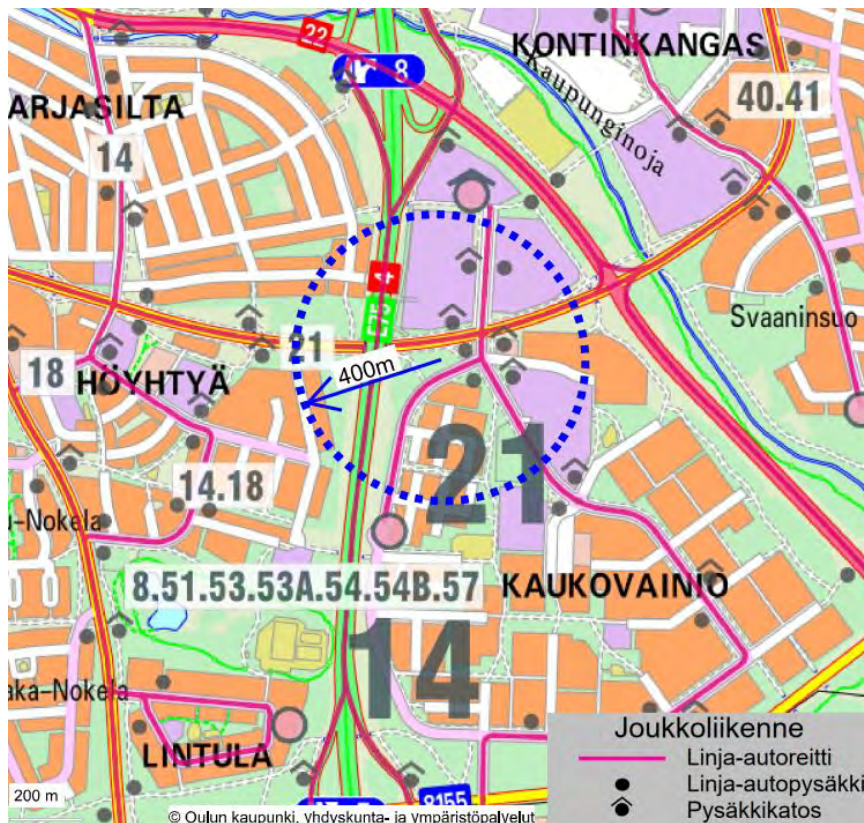 22
8
KONTINKANGAS
Kaupunginoja
40.41
ARJASILTA
14
4
E75
Svaaninsuo
21
400m
18
HÖYHTYÄ
21
14.18
u-Nokela
8.51.53.53A.54.54B.57
KAUKOVAINIO
14
aka-Nokela
LINTULA
Joukkoliikenne
Linja-autoreitti
Linja-autopysäkki
Pysäkkikatos
200 m
8155
© Oulun kaupunki, yhdyskunta- ja ympäristöpalvelut